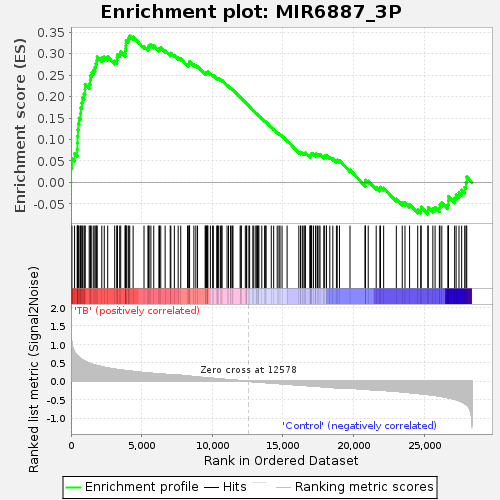 Enrichment plot: MIR6887_3P
Enrichment score (ES)
0.35
0.30
0.25
0.20
0.15
0.10
0.05
0.00
-0.05
Ranked list metric (Signal2Noise)
'TB' (positively correlated)
2.0
1.5
1.0
0.5
0.0
-0.5
-1.0
Zero cross at 12578
'Control' (negatively correlated)
0
5,000
10,000
15,000
20,000
25,000
Rank in Ordered Dataset
Enrichment profile
Hits
Ranking metric scores